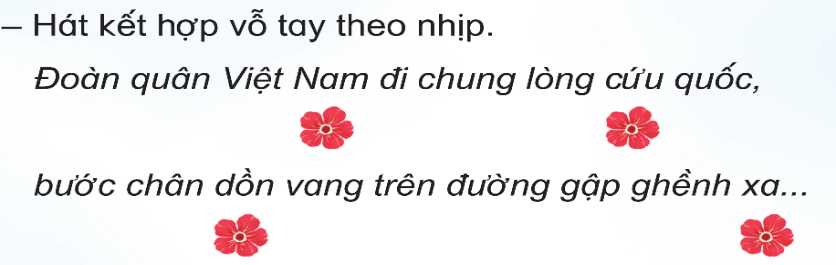 – Hát kết hợp vỗ tay theo nhịp.
Đoàn quân Việt Nam đi chung lòng cứu quốc,
bước chân dồn vang trên đường gập ghềnh xa...